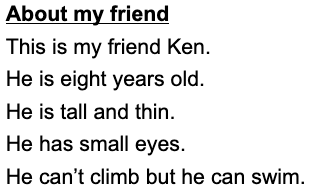 About my friend
This is my friend Ken.
He is eight years old.
He is tall and thin.
He has small eyes.
He can’t climb but he can swim.